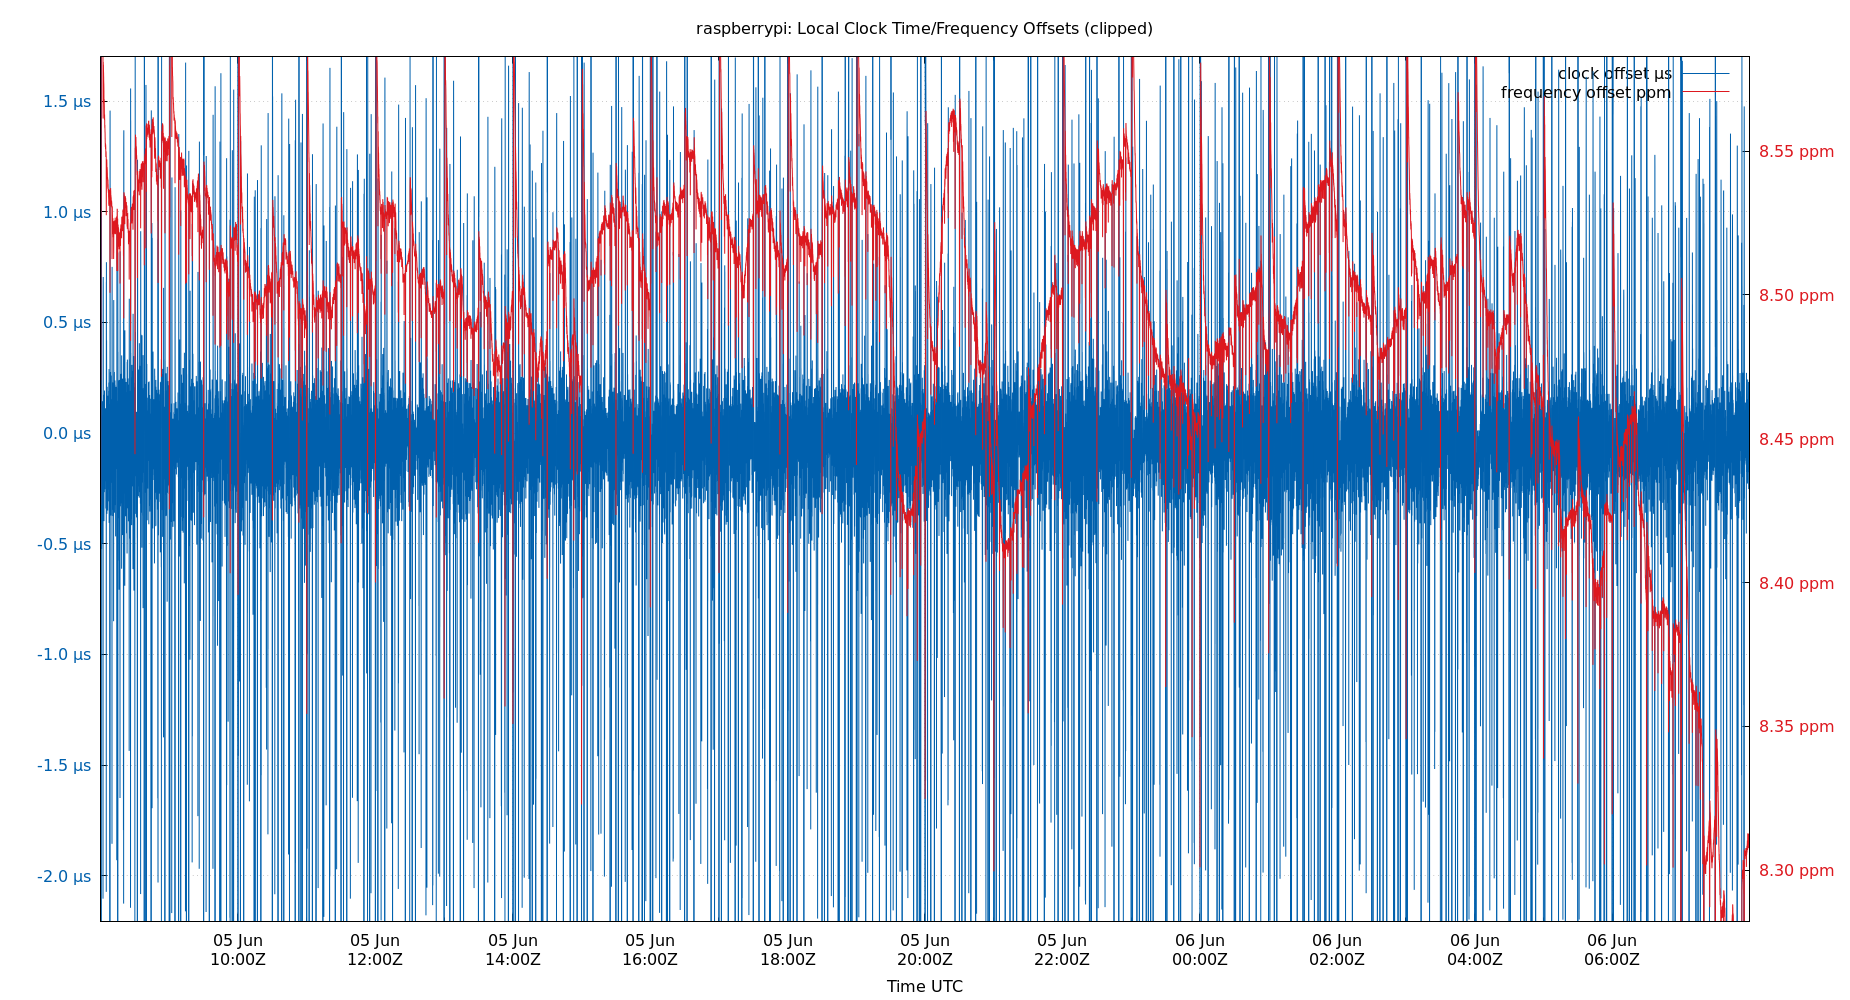 raspberrypi: Local Clock Time/Frequency Offsets (clipped)
clock offset µs
frequency offset ppm
1.5 µs
1.0 µs
0.5 µs
0.0 µs
-0.5 µs
-1.0 µs
-1.5 µs
-2.0 µs
8.55 ppm
8.50 ppm
8.45 ppm
8.40 ppm
8.35 ppm
8.30 ppm
05 Jun 05 Jun 05 Jun 05 Jun 05 Jun 05 Jun 05 Jun 06 Jun 06 Jun 06 Jun 06 Jun
10:00Z 12:00Z 14:00Z 16:00Z 18:00Z 20:00Z 22:00Z 00:00Z 02:00Z 04:00Z 06:00Z
Time UTC